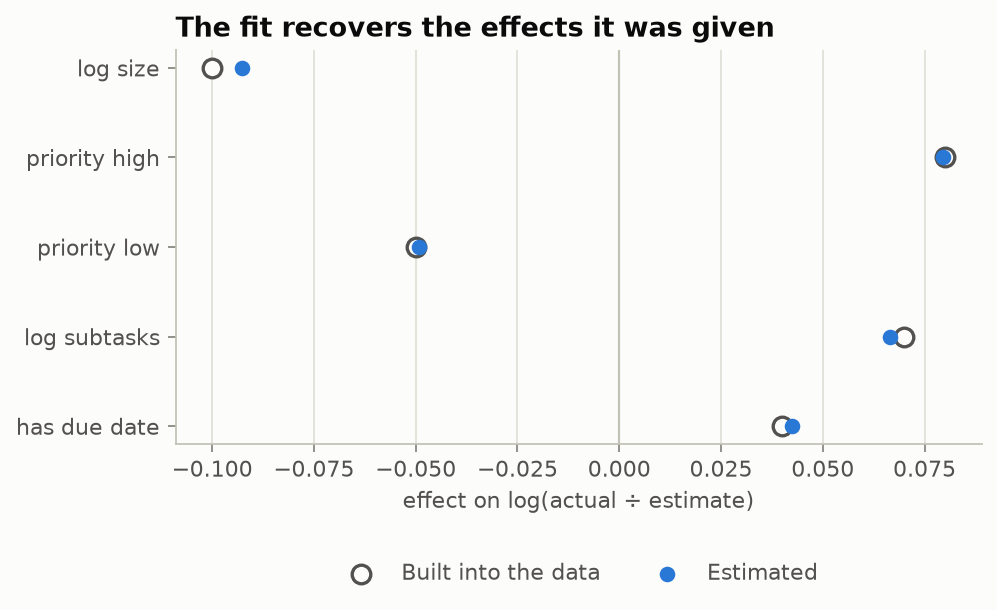 The fit recovers the effects it was given
log size
priority high
priority low
log subtasks
has due date
−0.100 −0.075 −0.050 −0.025 0.000 0.025 0.050 0.075
effect on log(actual ÷ estimate)
Built into the data Estimated